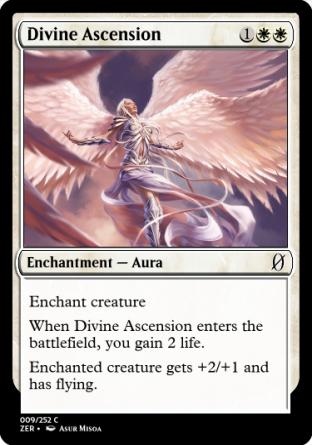 Divine Ascension 1
Enchantment — Aura
Enchant creature
When Divine Ascension enters the
battlefield, you gain 2 life.
Enchanted creature gets +2/+1 and
has flying.
009/252 C
ZER • Asur Misoa